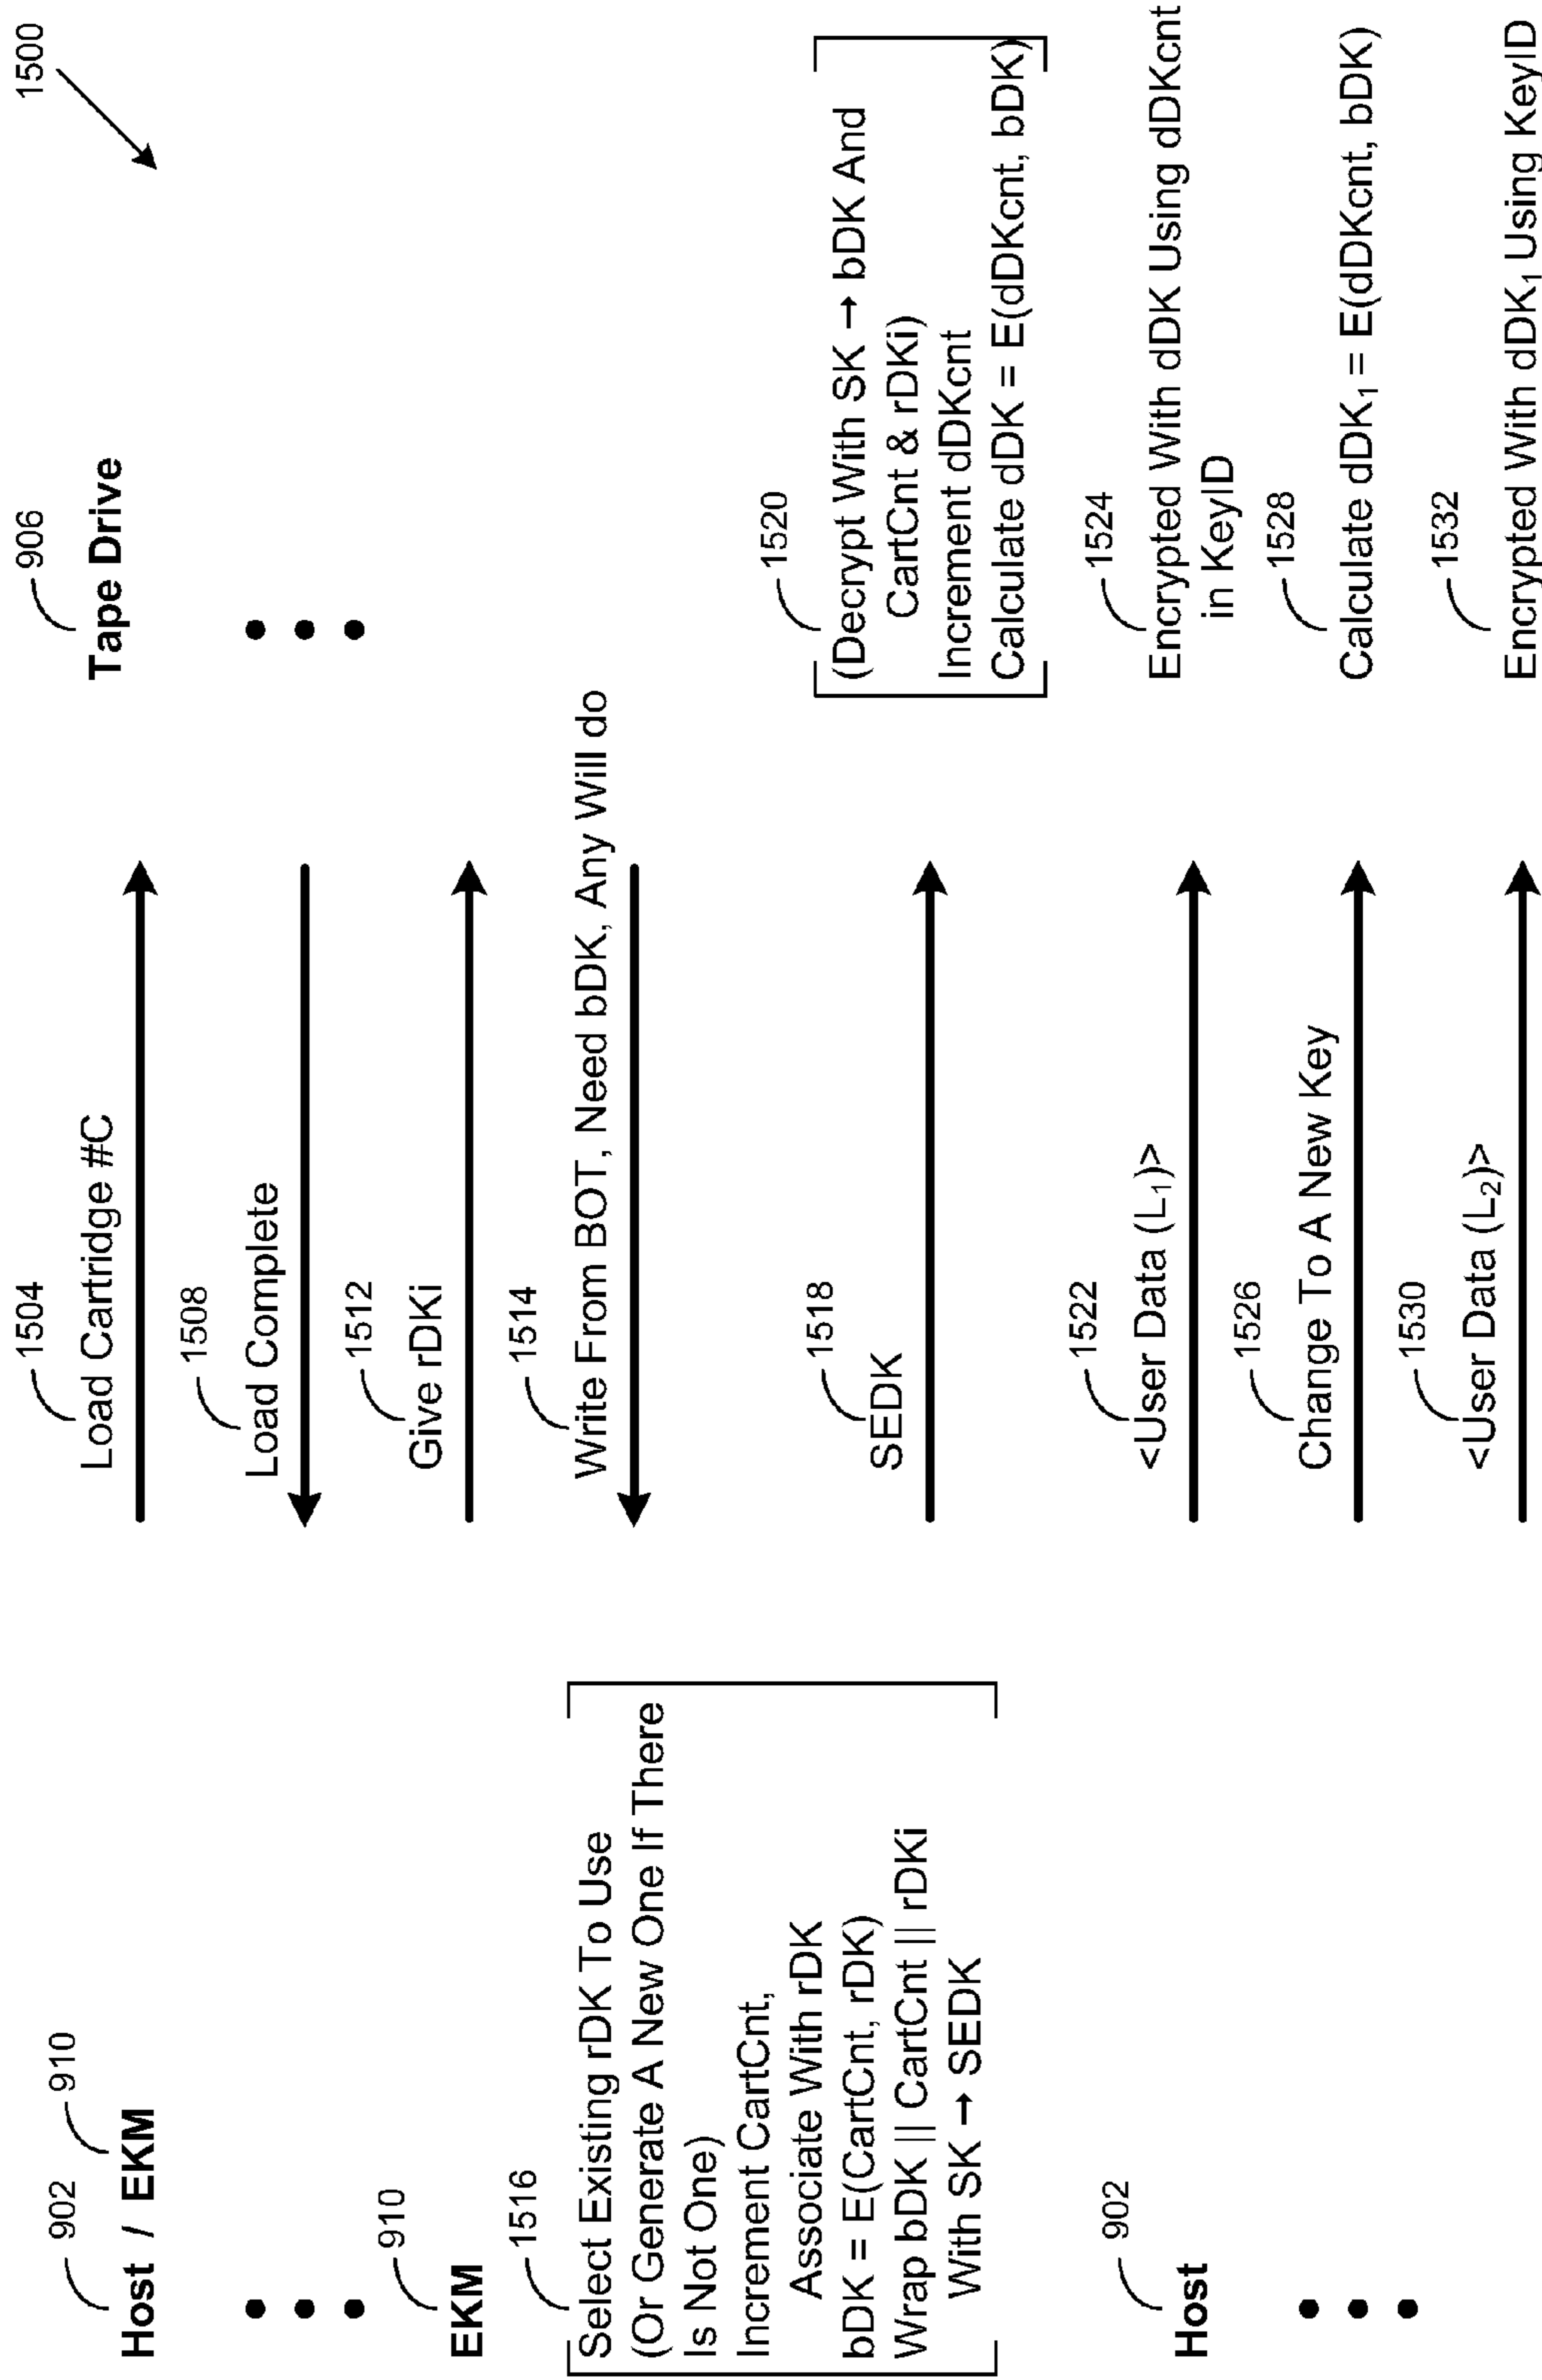 1500
902
910
Host / EKM
906
Tape Drive
1504
Load Cartridge #C
1508
Load Complete
910
EKM
1512
Give rDKi
1514
Write From BOT, Need bDK, Any Will do
1516
Select Existing rDK To Use
(Or Generate A New One If There
Is Not One)
Increment CartCnt,
Associate With rDK
bDK = E(CartCnt, rDK)
Wrap bDK || CartCnt || rDKi
With SK → SEDK
1518
SEDK
1520
(Decrypt With SK → bDK And
CartCnt & rDKi)
Increment dDKcnt
Calculate dDK = E(dDKcnt, bDK)
902
Host
1522
<User Data (L₁)>
1524
Encrypted With dDK Using dDKcnt
in KeyID
1526
Change To A New Key
1528
Calculate dDK₁ = E(dDKcnt, bDK)
1530
<User Data (L₂)>
1532
Encrypted With dDK₁ Using KeyID